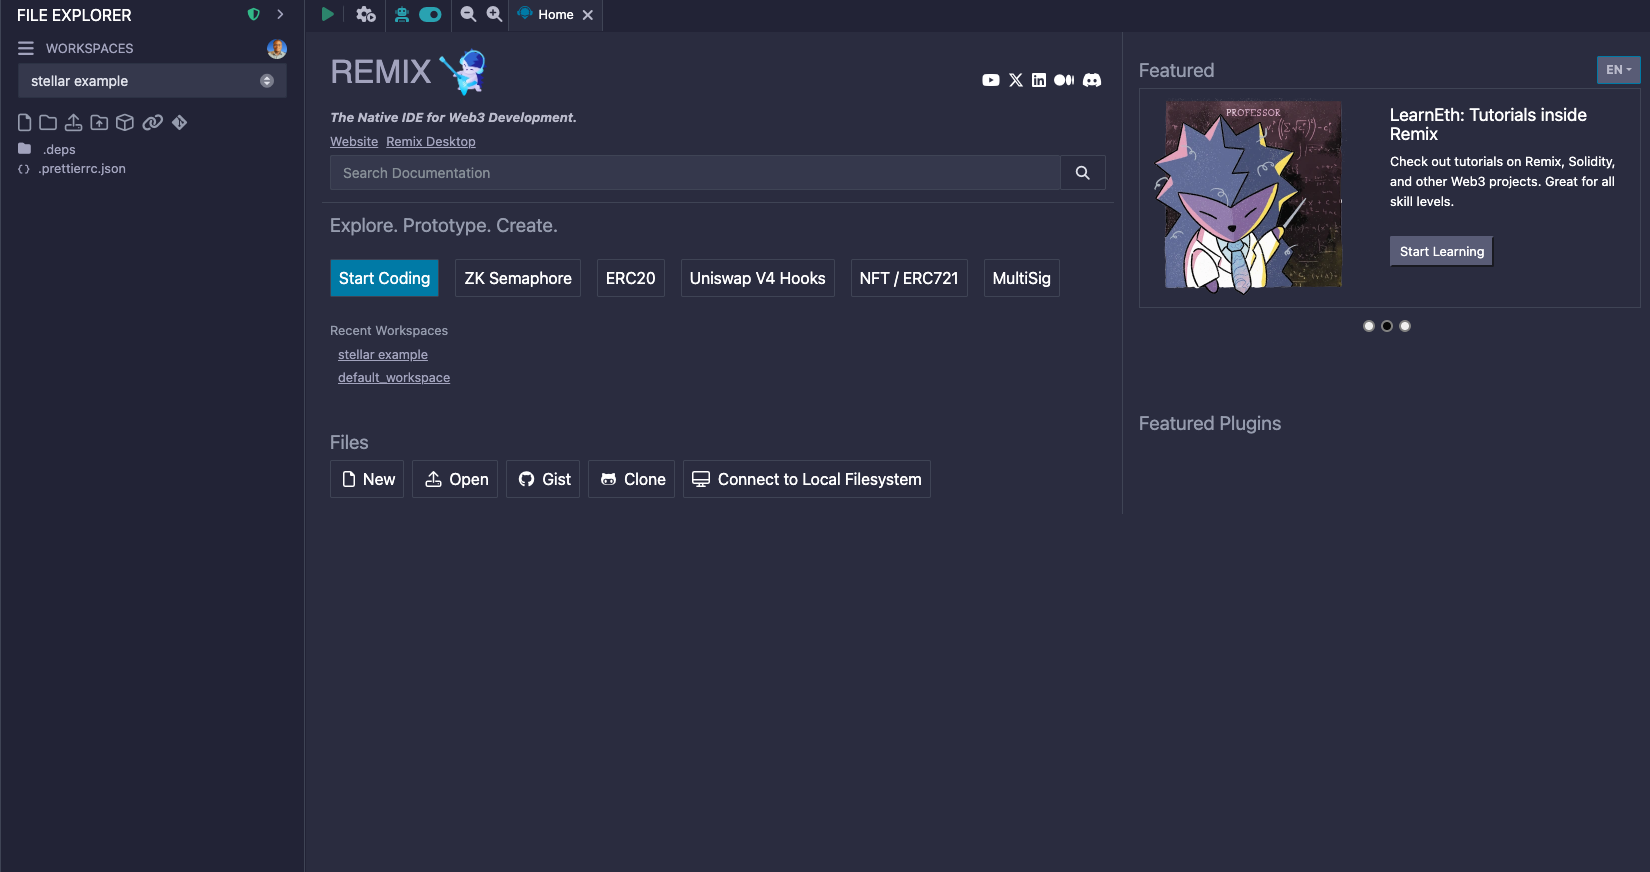 FILE EXPLORER
WORKSPACES
stellar example
.deps
.prettierrc.json
Home
REMIX
The Native IDE for Web3 Development.
Website Remix Desktop
Search Documentation
Explore. Prototype. Create.
Start Coding ZK Semaphore ERC20 Uniswap V4 Hooks NFT / ERC721 MultiSig
Recent Workspaces
stellar example
default_workspace
Files
New Open Gist Clone Connect to Local Filesystem
Featured
EN
PROFESSOR
LearnEth: Tutorials inside
Remix
Check out tutorials on Remix, Solidity,
and other Web3 projects. Great for all
skill levels.
Start Learning
Featured Plugins